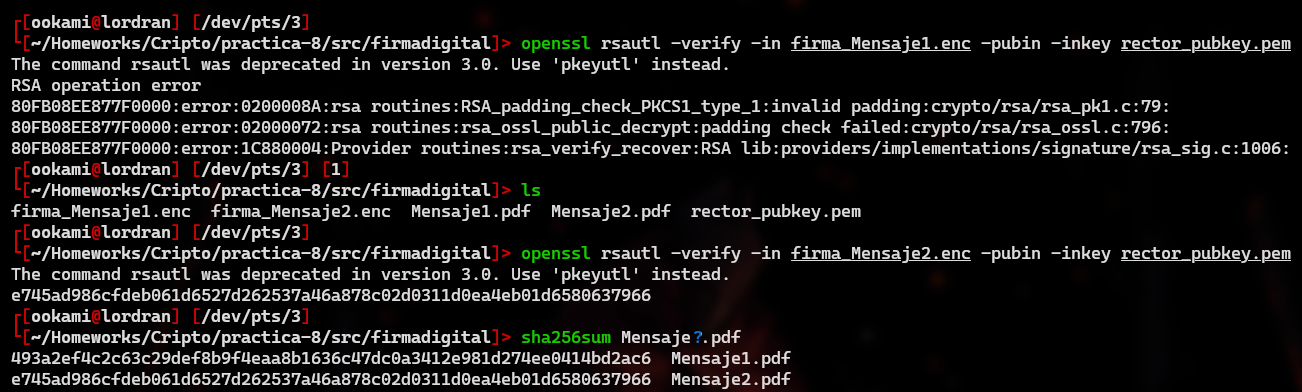 ┌[ookami@lordran] [/dev/pts/3]
└[~/Homeworks/Cripto/practica-8/src/firmadigital]> openssl rsautl -verify -in firma_Mensaje1.enc -pubin -inkey rector_pubkey.pem
The command rsautl was deprecated in version 3.0. Use 'pkeyutl' instead.
RSA operation error
80FB08EE877F0000:error:0200008A:rsa routines:RSA_padding_check_PKCS1_type_1:invalid padding:crypto/rsa/rsa_pk1.c:79:
80FB08EE877F0000:error:02000072:rsa routines:rsa_ossl_public_decrypt:padding check failed:crypto/rsa/rsa_ossl.c:796:
80FB08EE877F0000:error:1C880004:Provider routines:rsa_verify_recover:RSA lib:providers/implementations/signature/rsa_sig.c:1006:
┌[ookami@lordran] [/dev/pts/3] [1]
└[~/Homeworks/Cripto/practica-8/src/firmadigital]> ls
firma_Mensaje1.enc  firma_Mensaje2.enc  Mensaje1.pdf  Mensaje2.pdf  rector_pubkey.pem
┌[ookami@lordran] [/dev/pts/3]
└[~/Homeworks/Cripto/practica-8/src/firmadigital]> openssl rsautl -verify -in firma_Mensaje2.enc -pubin -inkey rector_pubkey.pem
The command rsautl was deprecated in version 3.0. Use 'pkeyutl' instead.
e745ad986cfdeb061d6527d262537a46a878c02d0311d0ea4eb01d6580637966
┌[ookami@lordran] [/dev/pts/3]
└[~/Homeworks/Cripto/practica-8/src/firmadigital]> sha256sum Mensaje?.pdf
493a2ef4c2c63c29def8b9f4eaa8b1636c47dc0a3412e981d274ee0414bd2ac6  Mensaje1.pdf
e745ad986cfdeb061d6527d262537a46a878c02d0311d0ea4eb01d6580637966  Mensaje2.pdf